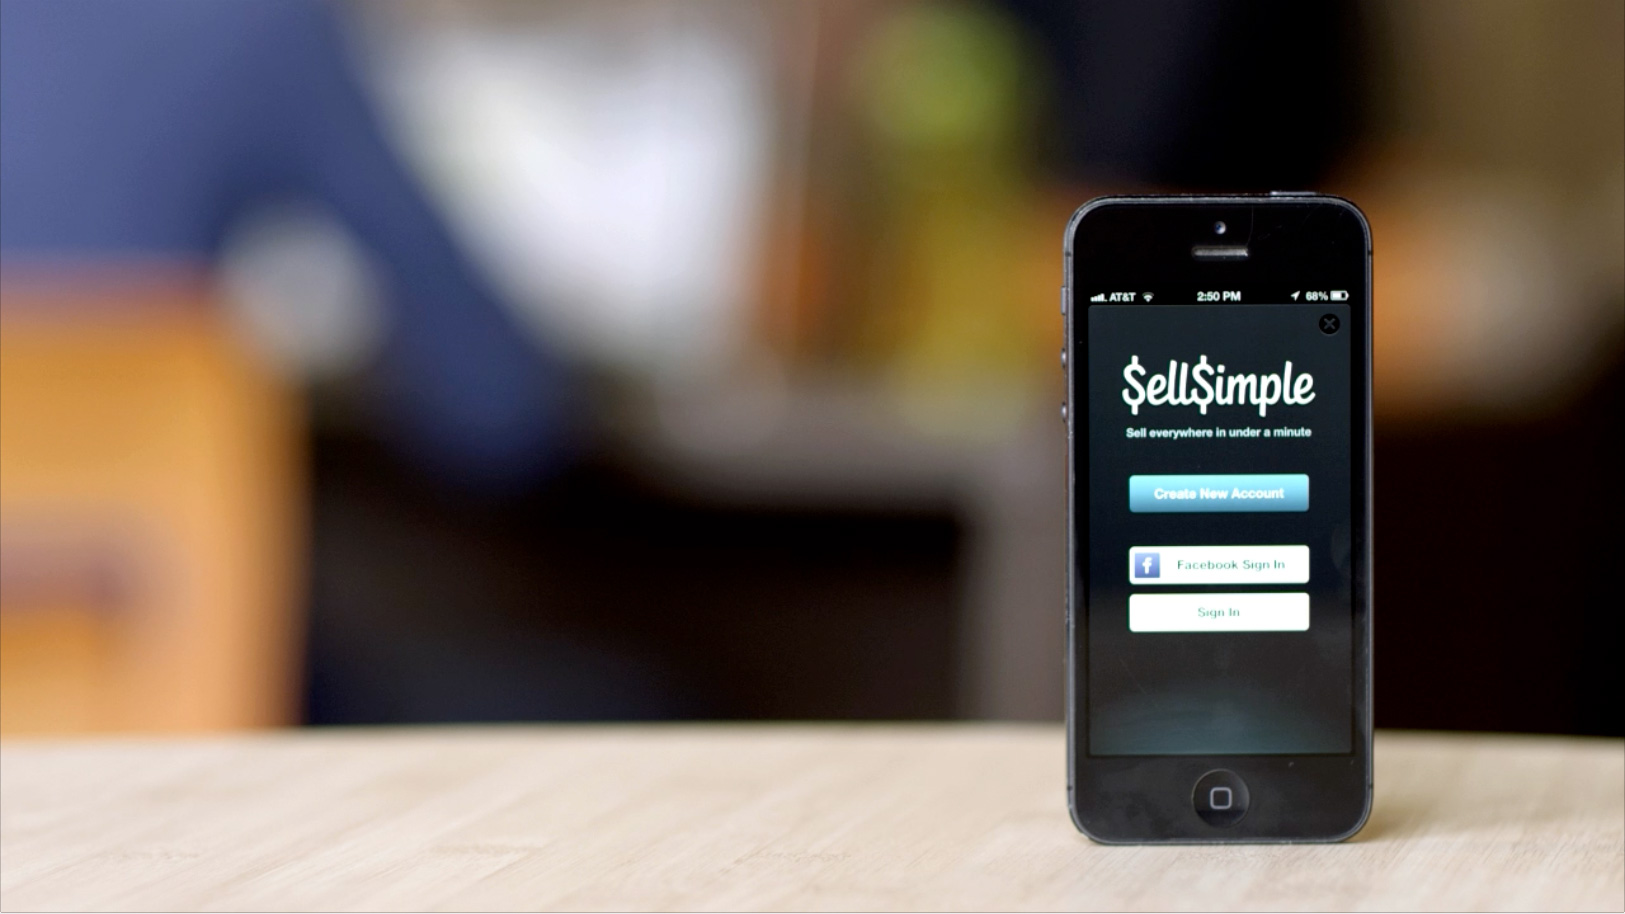 AT&T 2:50 PM 68%
$ell$imple
Sell everywhere in under a minute
Create New Account
f Facebook Sign In
Sign In